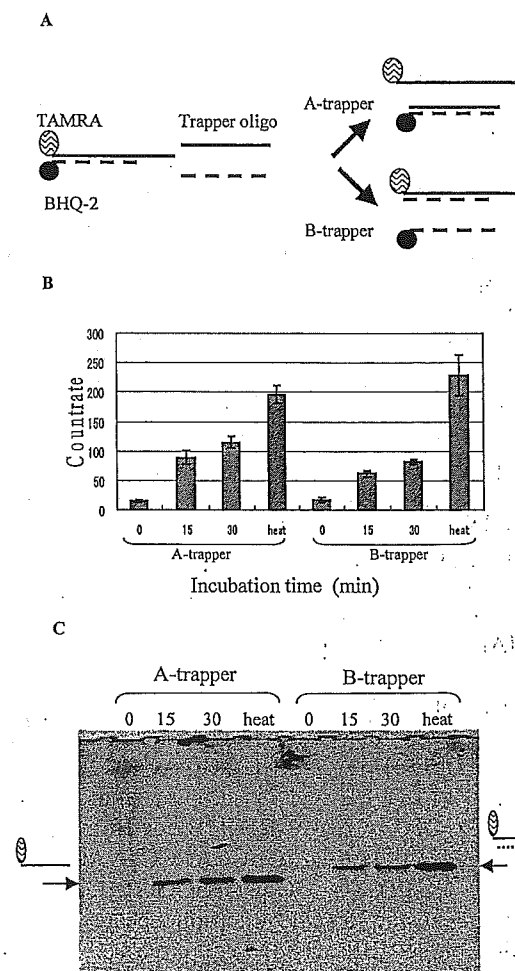 A
TAMRA
Trapper oligo
A-trapper
BHQ-2
B-trapper
B
300
250
200
150
100
50
0
Countrate
0 15 30 heat 0 15 30 heat
A-trapper B-trapper
Incubation time (min)
C
A-trapper B-trapper
0 15 30 heat 0 15 30 heat